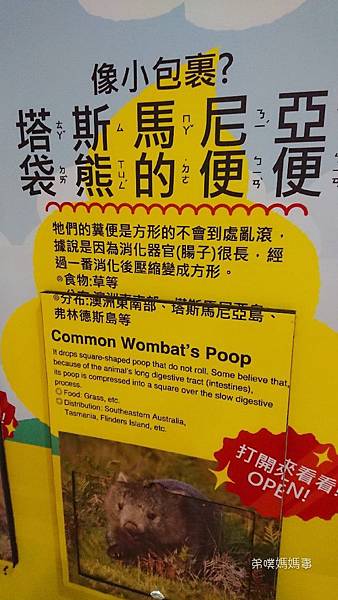 像小包裹?
塔斯馬尼亞
袋熊的便便
牠們的糞便是方形的不會到處亂滾，
據說是因為消化器官(腸子)很長，經
過一番消化後壓縮變成方形。
◎食物:草等
◎分布:澳洲東南部、塔斯馬尼亞島、
弗林德斯島等
Common Wombat's Poop
It drops square-shaped poop that do not roll. Some believe that,
because of the animal's long digestive tract (intestines),
its poop is compressed into a square over the slow digestive
process.
◎ Food: Grass, etc.
◎ Distribution: Southeastern Australia,
Tasmania, Flinders Island, etc.
打開來看看!
OPEN!
弟噗媽媽事